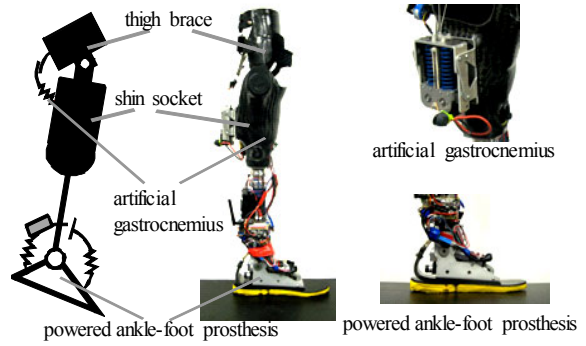 thigh brace
shin socket
artificial
gastrocnemius
powered ankle-foot prosthesis
artificial gastrocnemius
powered ankle-foot prosthesis